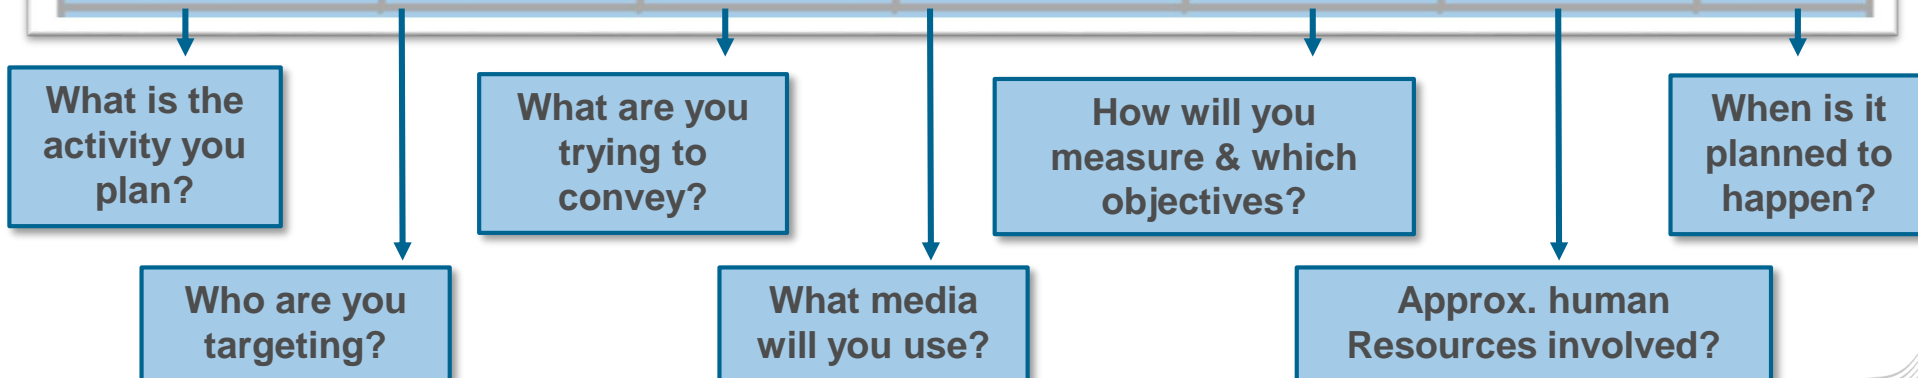 What is the
activity you
plan?
What are you
trying to
convey?
How will you
measure & which
objectives?
When is it
planned to
happen?
Who are you
targeting?
What media
will you use?
Approx. human
Resources involved?